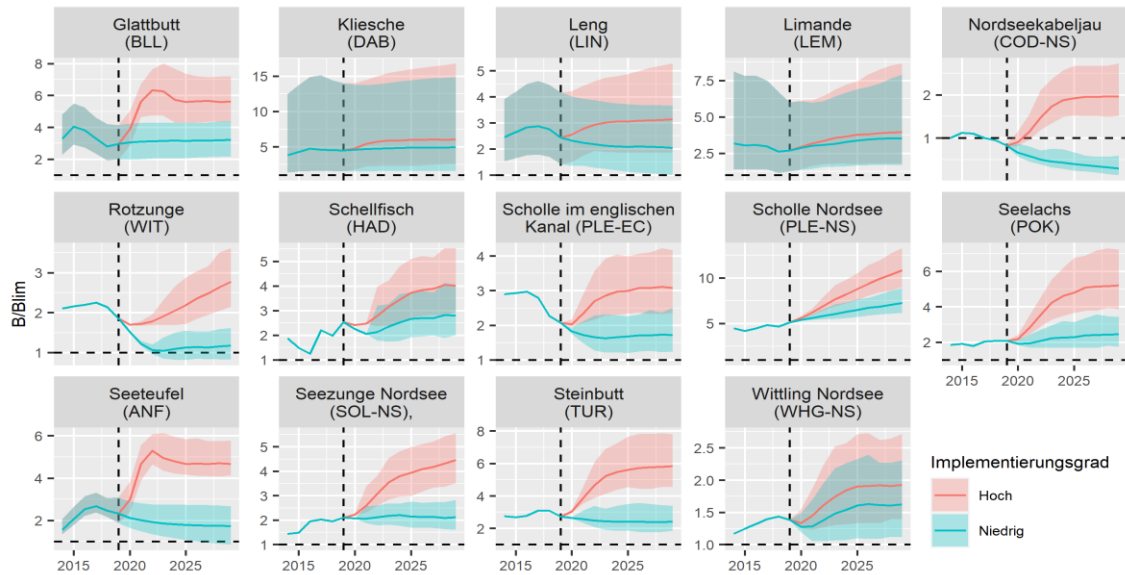 Glattbutt
(BLL)
Kliesche
(DAB)
Leng
(LIN)
Limande
(LEM)
Nordseekabeljau
(COD-NS)
8
6
4
2
15
10
5
5
4
3
2
1
7.5
5.0
2.5
2
1
Rotzunge
(WIT)
Schellfisch
(HAD)
Scholle im englischen
Kanal (PLE-EC)
Scholle Nordsee
(PLE-NS)
Seelachs
(POK)
B/Blim
3
2
1
5
4
3
2
1
4
3
2
1
10
5
6
4
2
2015 2020 2025
Seeteufel
(ANF)
Seezunge Nordsee
(SOL-NS),
Steinbutt
(TUR)
Wittling Nordsee
(WHG-NS)
6
4
2
5
4
3
2
1
8
6
4
2
2.5
2.0
1.5
1.0
2015 2020 2025
2015 2020 2025
2015 2020 2025
2015 2020 2025
Implementierungsgrad
Hoch
Niedrig